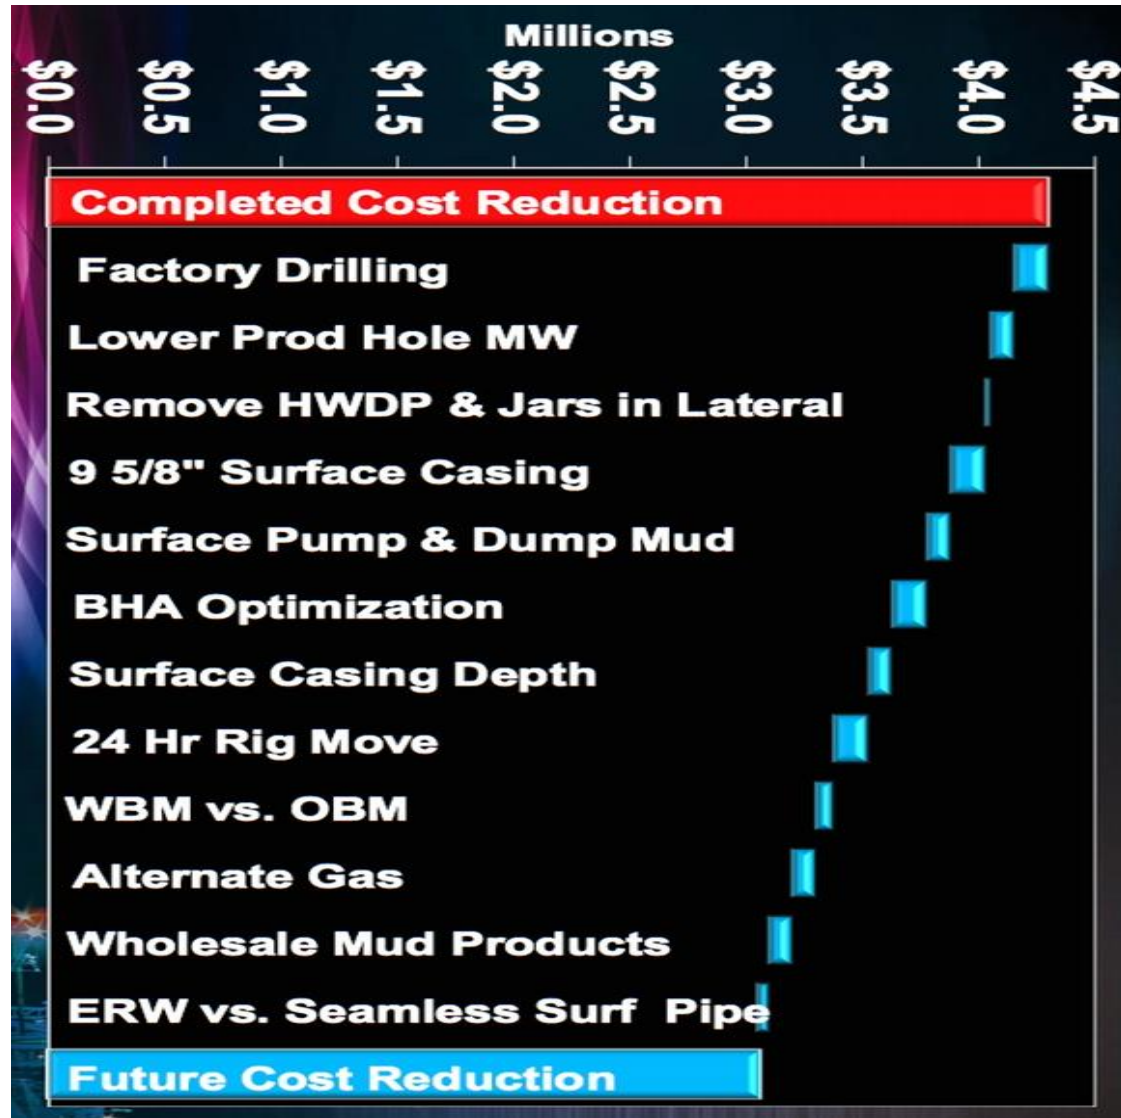 Millions
$0.0 $0.5 $1.0 $1.5 $2.0 $2.5 $3.0 $3.5 $4.0 $4.5
Completed Cost Reduction
Factory Drilling
Lower Prod Hole MW
Remove HWDP & Jars in Lateral
9 5/8" Surface Casing
Surface Pump & Dump Mud
BHA Optimization
Surface Casing Depth
24 Hr Rig Move
WBM vs. OBM
Alternate Gas
Wholesale Mud Products
ERW vs. Seamless Surf Pipe
Future Cost Reduction